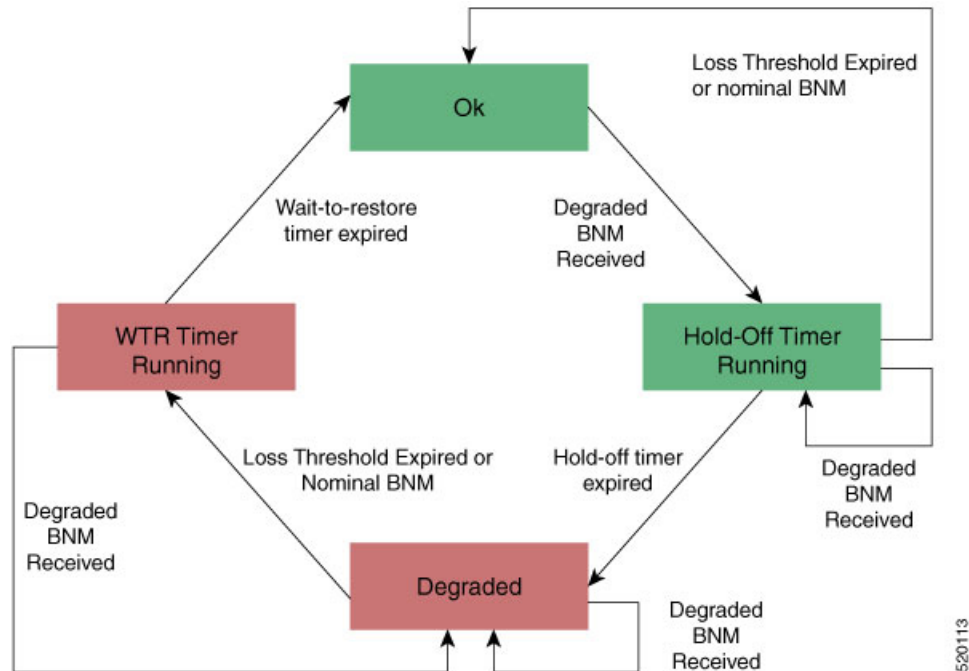 Loss Threshold Expired
or nominal BNM
Ok
Wait-to-restore
timer expired
Degraded
BNM
Received
WTR Timer
Running
Hold-Off Timer
Running
Loss Threshold Expired or
Nominal BNM
Hold-off timer
expired
Degraded
BNM
Received
Degraded
BNM
Received
Degraded
Degraded
BNM
Received
520113